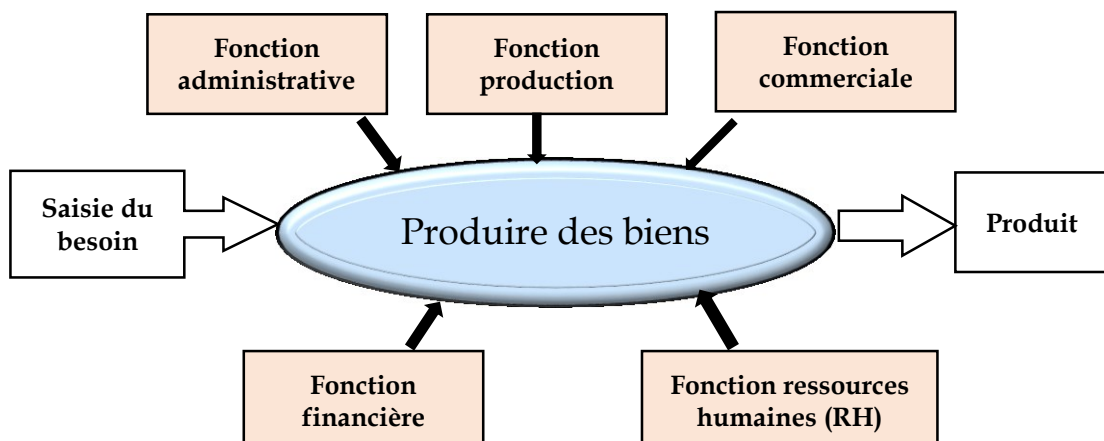 Fonction
administrative
Fonction
production
Fonction
commerciale
Saisie du
besoin
Produire des biens
Produit
Fonction
financière
Fonction ressources
humaines (RH)